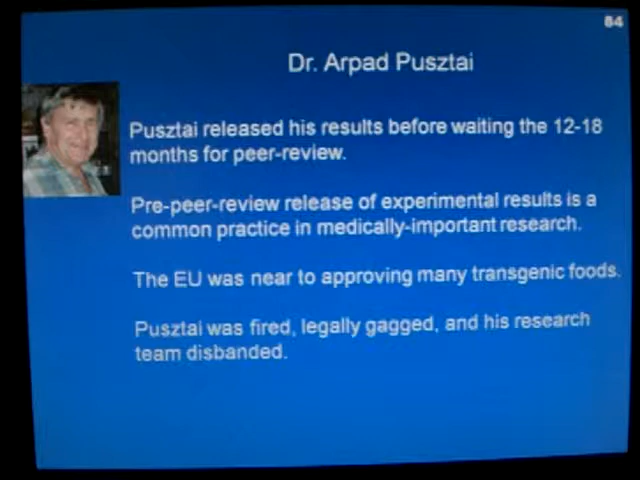 84
Dr. Arpad Pusztai
Pusztai released his results before waiting the 12-18
months for peer-review.
Pre-peer-review release of experimental results is a
common practice in medically-important research.
The EU was near to approving many transgenic foods.
Pusztai was fired, legally gagged, and his research
team disbanded.